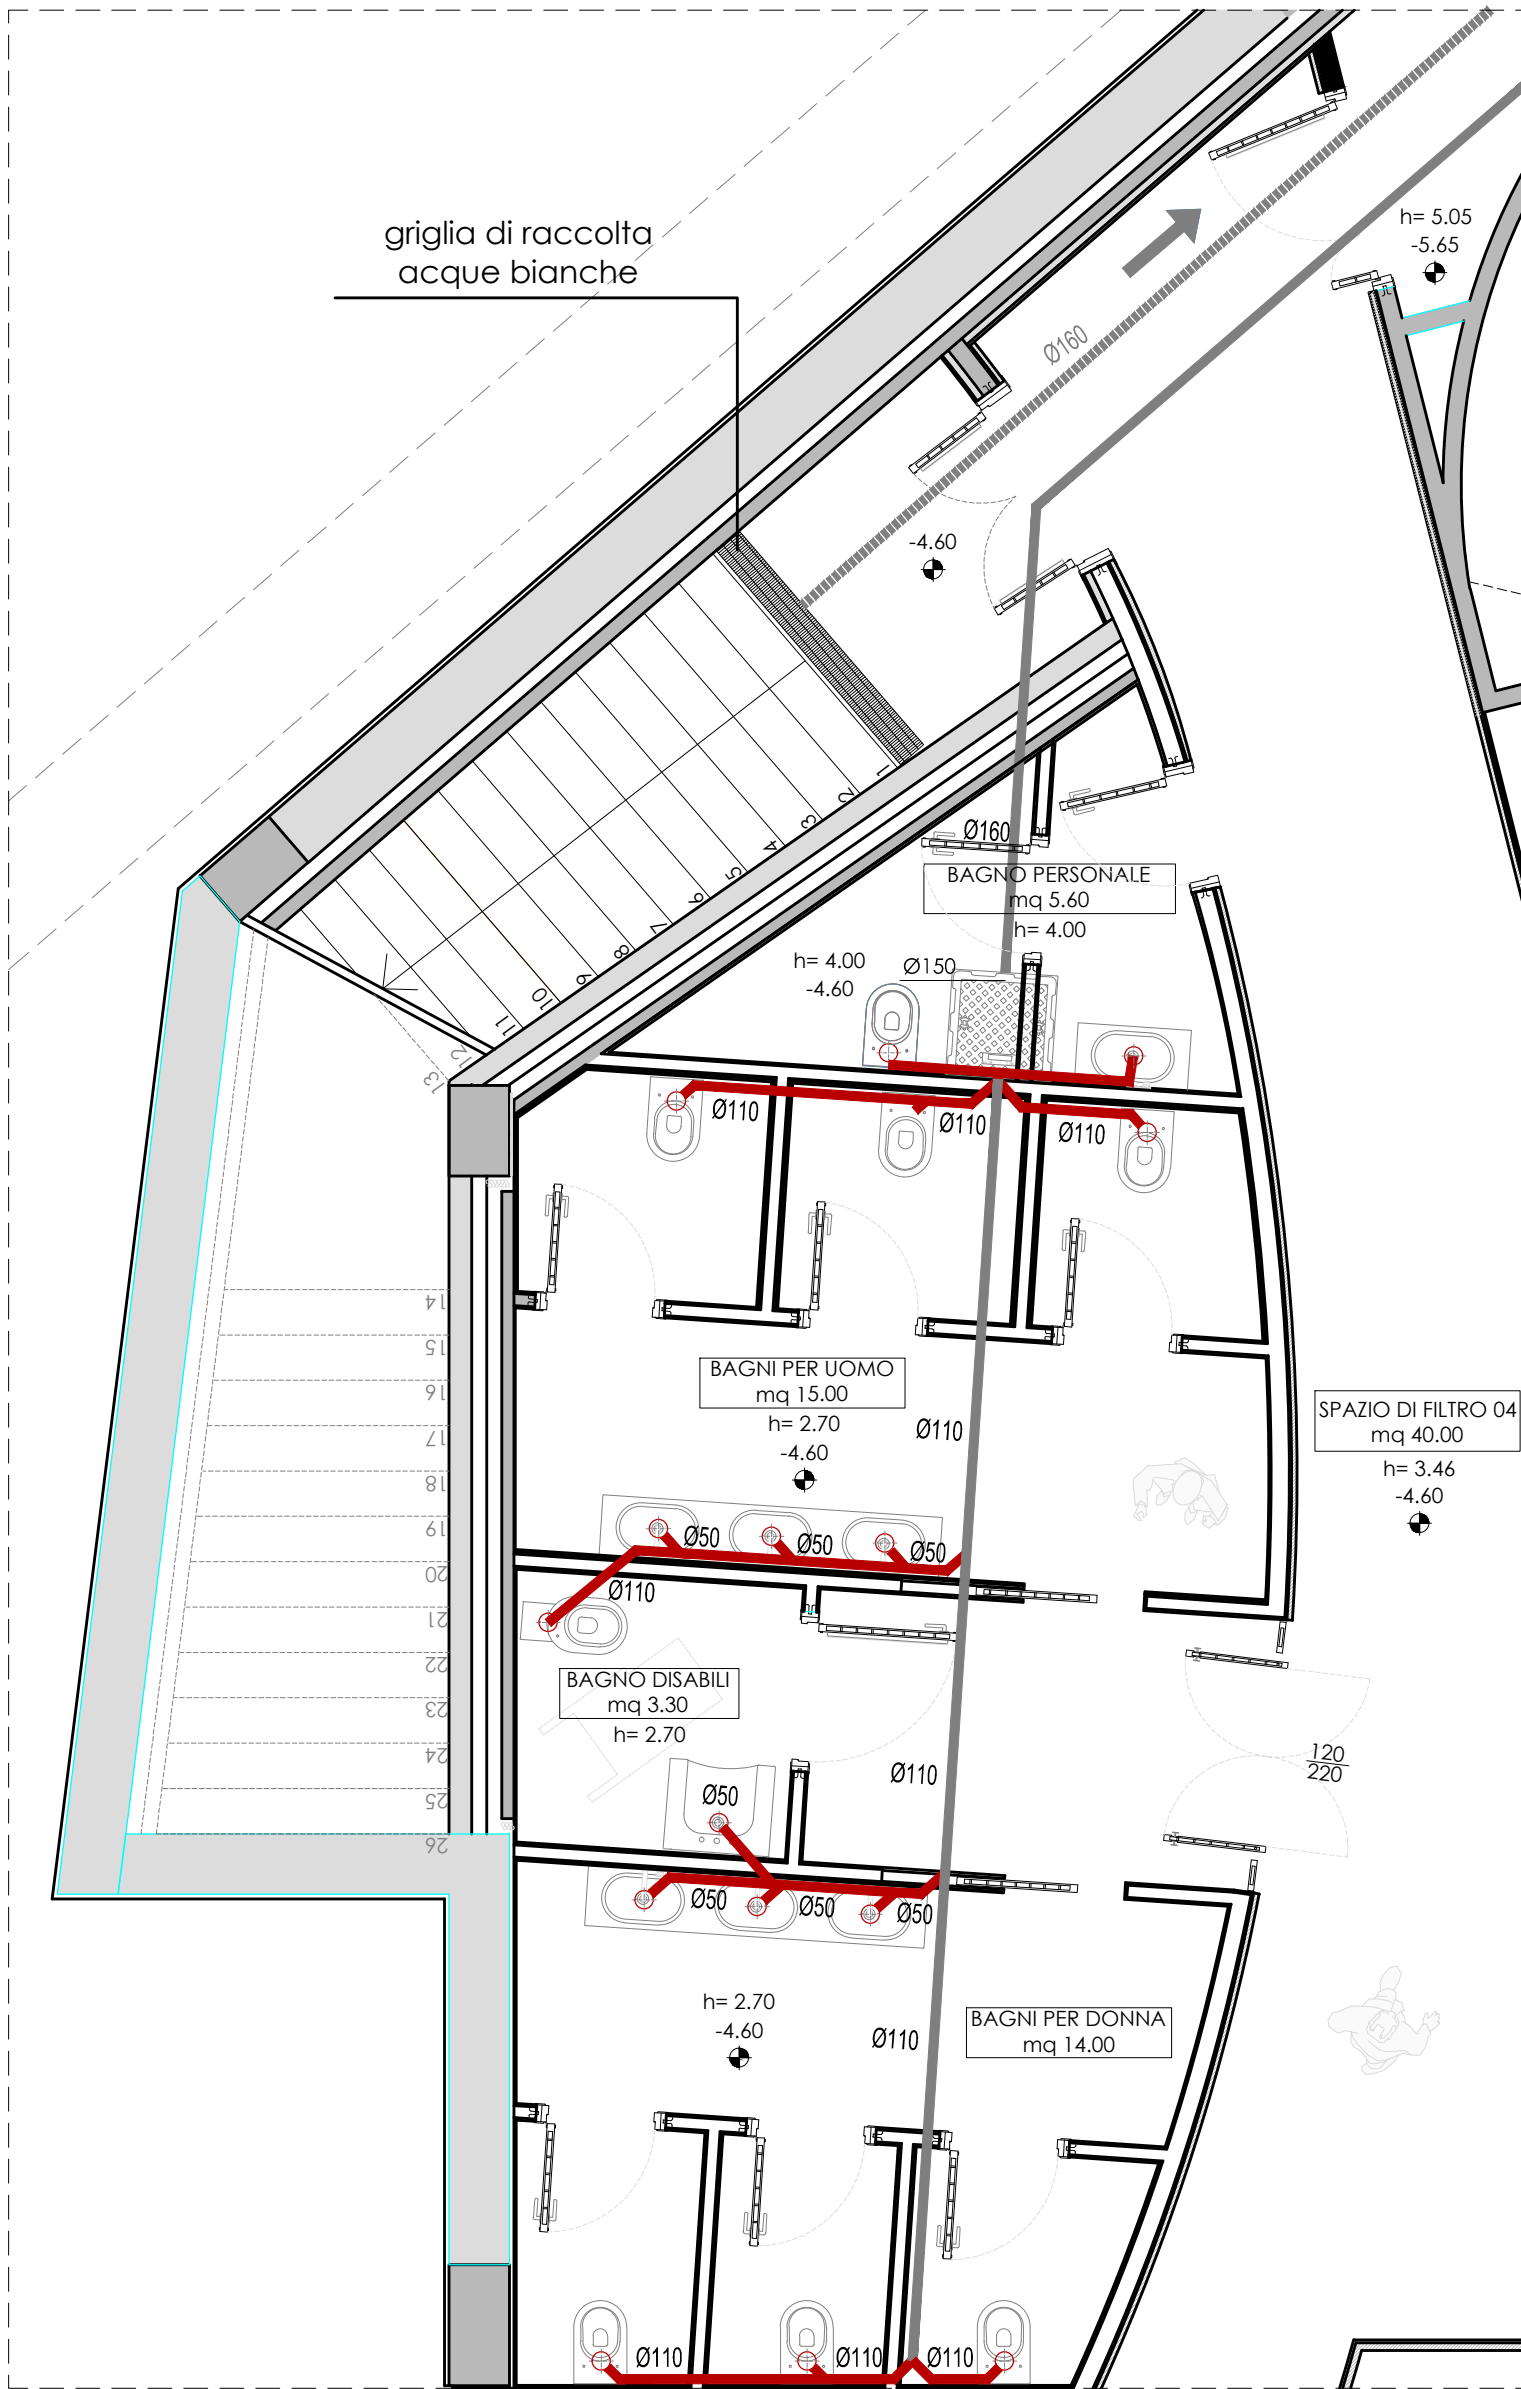 griglia di raccolta
acque bianche
h= 5.05
-5.65
Ø160
-4.60
1
2
3
4
5
6
7
8
9
10
11
12
13
Ø160
BAGNO PERSONALE
mq 5.60
h= 4.00
h= 4.00
-4.60
Ø150
Ø110
Ø110
Ø110
14
15
16
17
18
19
20
21
22
23
24
25
26
BAGNI PER UOMO
mq 15.00
h= 2.70
-4.60
Ø110
SPAZIO DI FILTRO 04
mq 40.00
h= 3.46
-4.60
Ø50
Ø50
Ø50
Ø110
BAGNO DISABILI
mq 3.30
h= 2.70
Ø110
120
220
Ø50
Ø50
Ø50
Ø50
h= 2.70
-4.60
Ø110
BAGNI PER DONNA
mq 14.00
Ø110
Ø110
Ø110